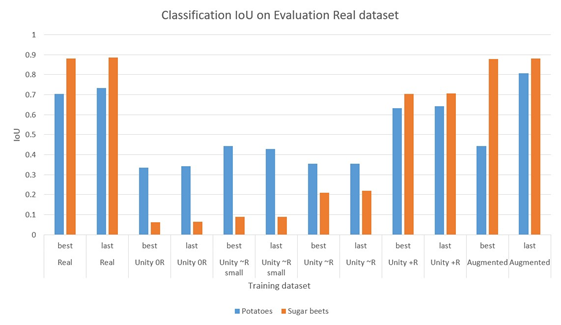 Classification IoU on Evaluation Real dataset
1
0.9
0.8
0.7
0.6
0.5
0.4
0.3
0.2
0.1
0
IoU
best last best last best last best last best last best last
Real Real Unity 0R Unity 0R Unity ~R Unity ~R Unity ~R Unity ~R Unity +R Unity +R Augmented Augmented
small small
Training dataset
Potatoes Sugar beets